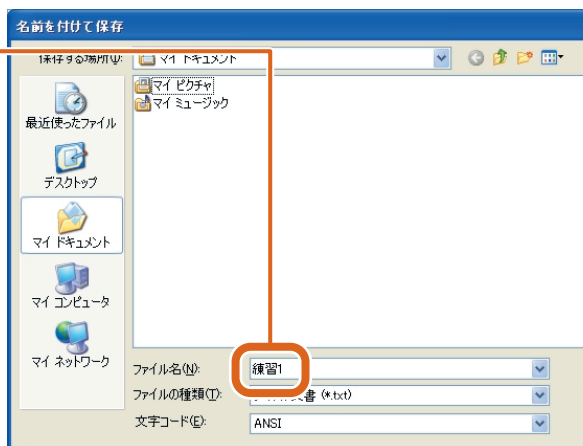 名前を付けて保存
保存する場所(I):
マイ ドキュメント
マイ ピクチャ
マイ ミュージック
最近使ったファイル
デスクトップ
マイ ドキュメント
マイ コンピュータ
マイ ネットワーク
ファイル名(N): 練習1
ファイルの種類(T): 文書 (*.txt)
文字コード(E): ANSI